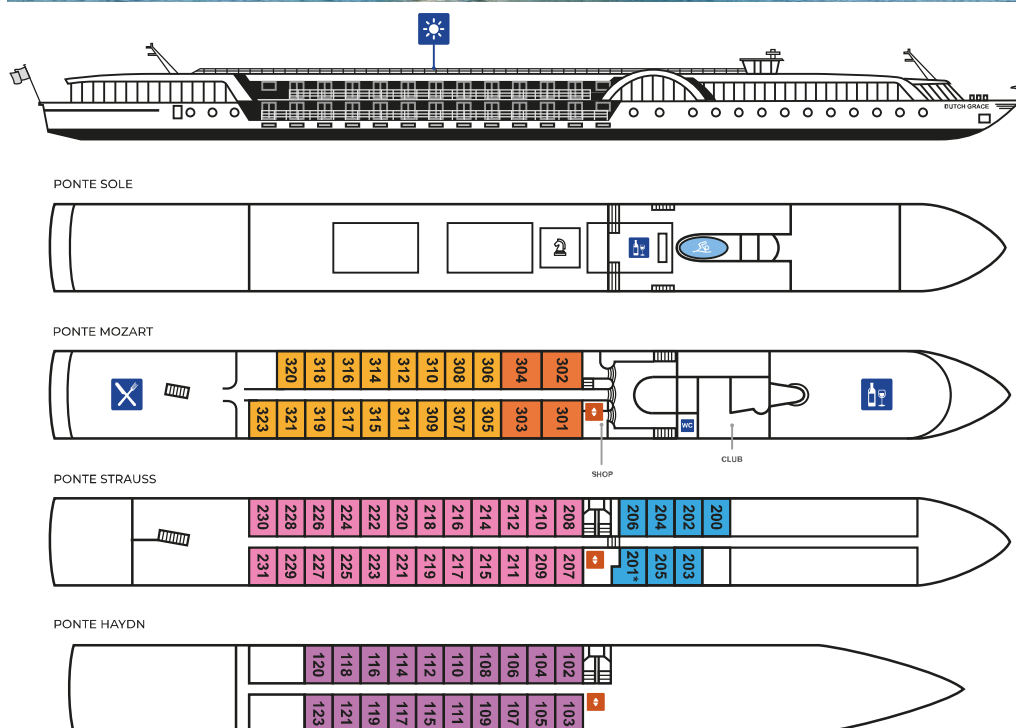 DUTCH GRACE
PONTE SOLE
PONTE MOZART
320 318 316 314 312 310 308 306 304 302
323 321 319 317 315 311 309 307 305 303 301
WC
SHOP
CLUB
PONTE STRAUSS
230 228 226 224 222 220 218 216 214 212 210 208 206 204 202 200
231 229 227 225 223 221 219 217 215 211 209 207 201* 205 203
PONTE HAYDN
120 118 116 114 112 110 108 106 104 102
123 121 119 117 115 111 109 107 105 103